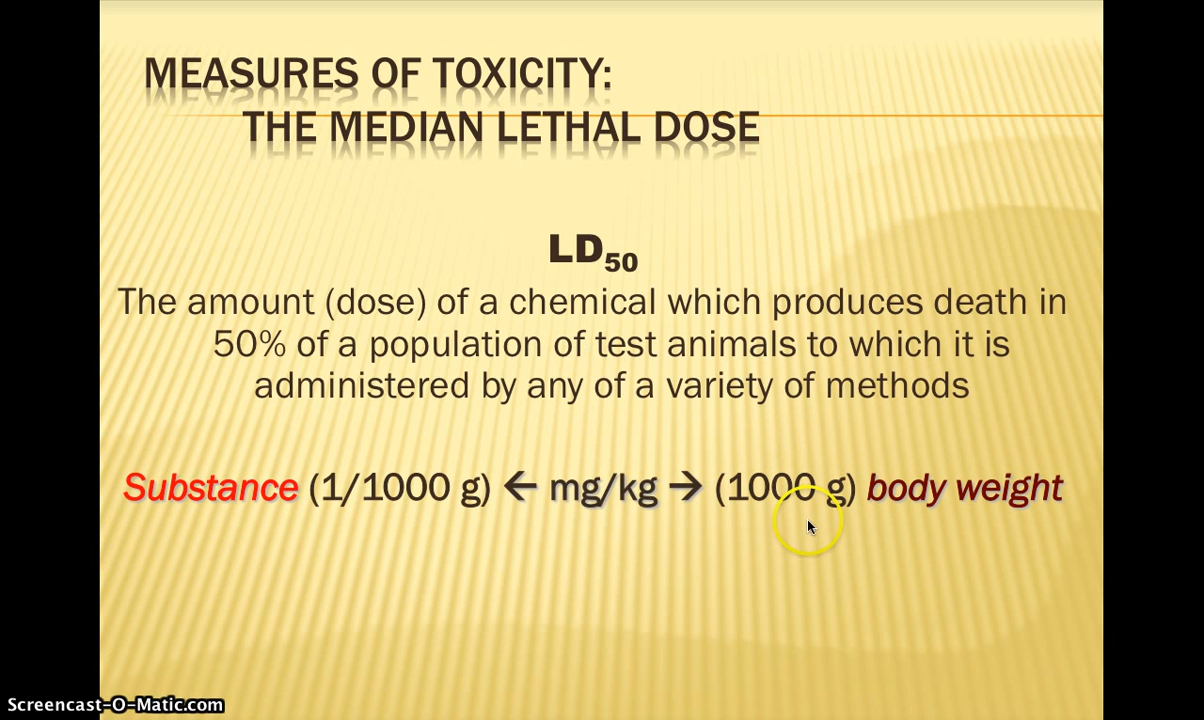 MEASURES OF TOXICITY:
THE MEDIAN LETHAL DOSE
LD50
The amount (dose) of a chemical which produces death in
50% of a population of test animals to which it is
administered by any of a variety of methods
Substance (1/1000 g) ← mg/kg → (1000 g) body weight
Screencast-O-Matic.com